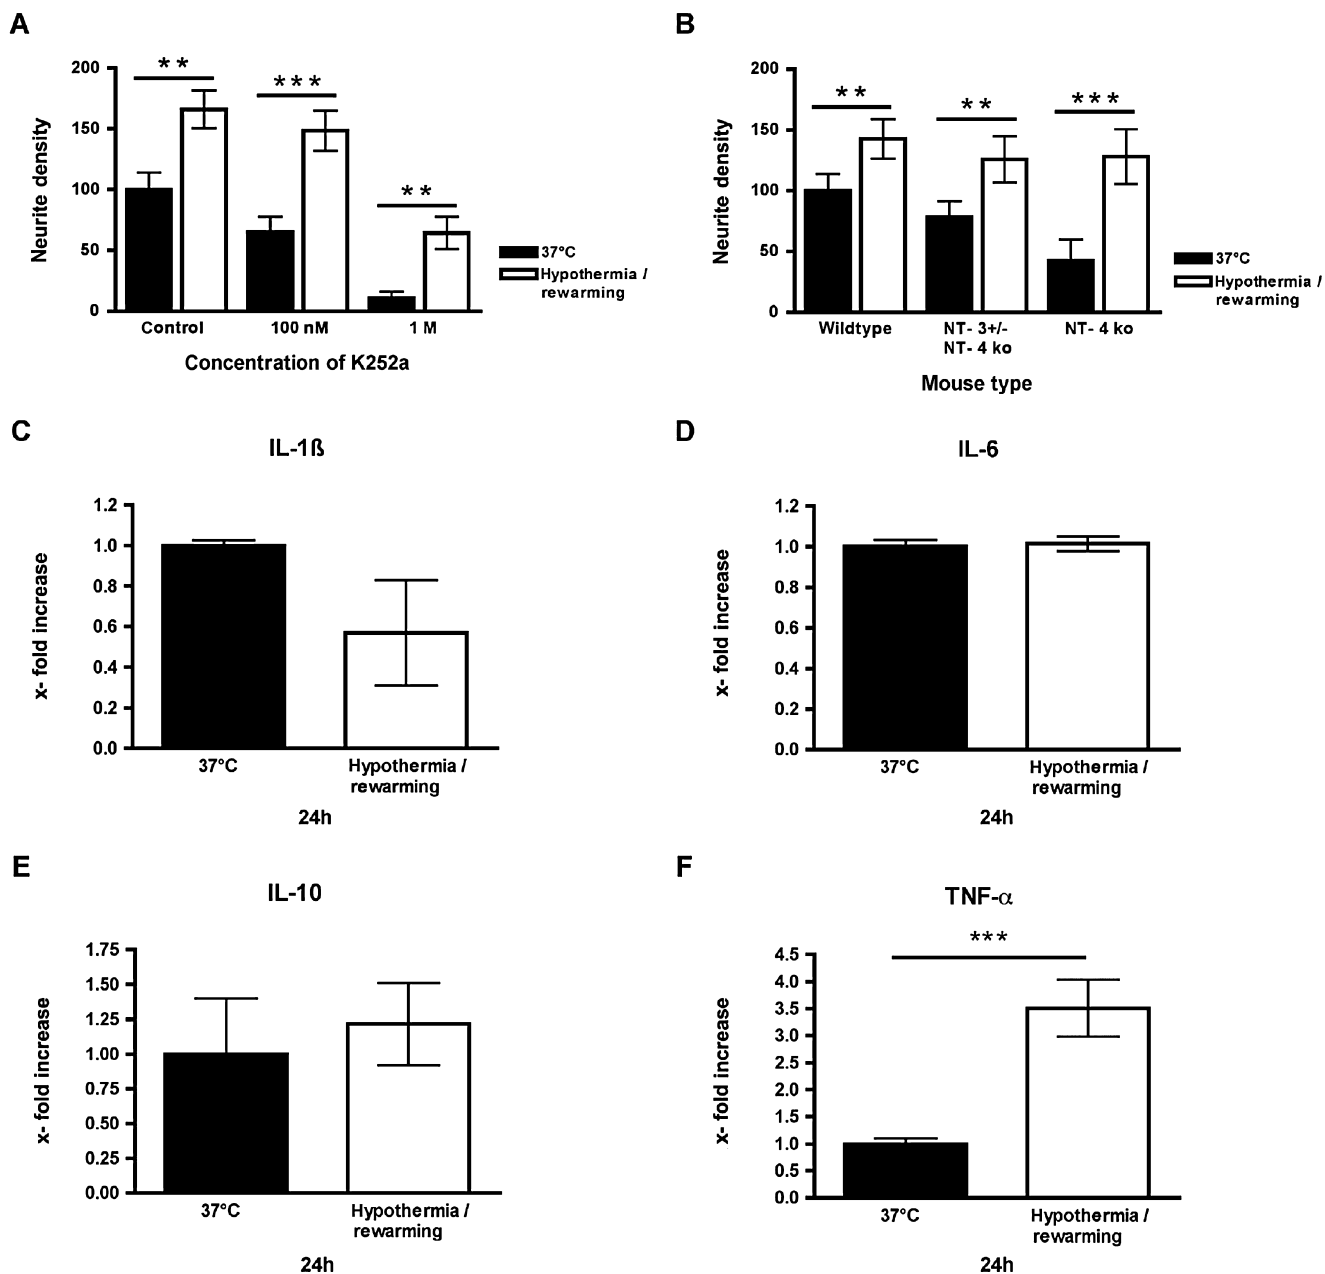 A
200
150
100
50
0
Neurite density
**
***
**
Control
100 nM
1 M
Concentration of K252a
37°C
Hypothermia /
rewarming
B
200
150
100
50
0
Neurite density
**
**
***
Wildtype
NT- 3+/-
NT- 4 ko
NT- 4 ko
Mouse type
37°C
Hypothermia /
rewarming
C
IL-1ß
1.2
1.0
0.8
0.6
0.4
0.2
0.0
x- fold increase
37°C
Hypothermia /
rewarming
24h
D
IL-6
1.2
1.0
0.8
0.6
0.4
0.2
0.0
x- fold increase
37°C
Hypothermia /
rewarming
24h
E
IL-10
1.75
1.50
1.25
1.00
0.75
0.50
0.25
0.00
x- fold increase
37°C
Hypothermia /
rewarming
24h
F
TNF-α
***
4.5
4.0
3.5
3.0
2.5
2.0
1.5
1.0
0.5
0.0
x- fold increase
37°C
Hypothermia /
rewarming
24h